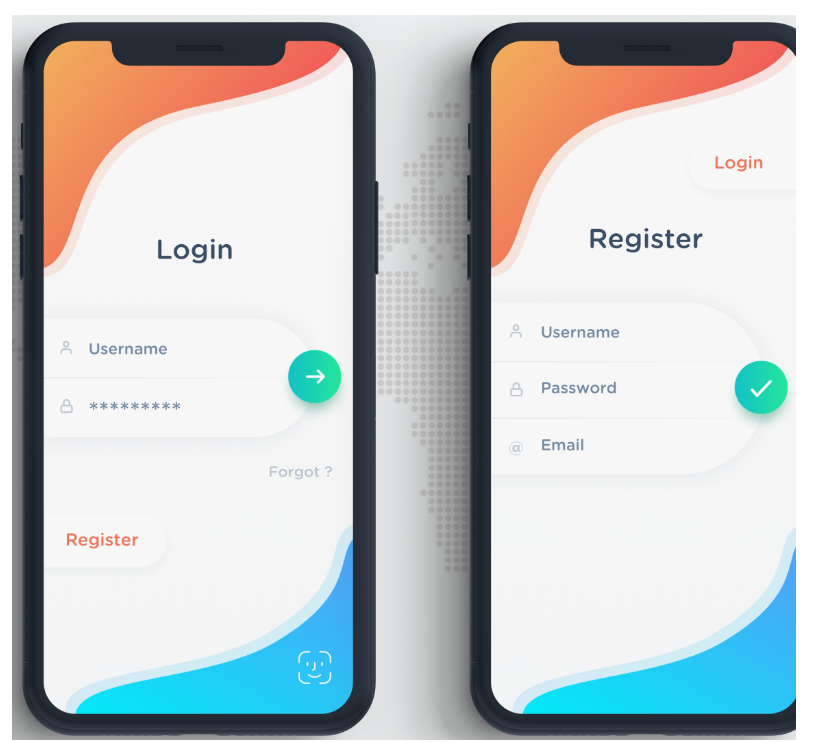 Login
Username
*********
Forgot ?
Register
Login
Register
Username
Password
@ Email